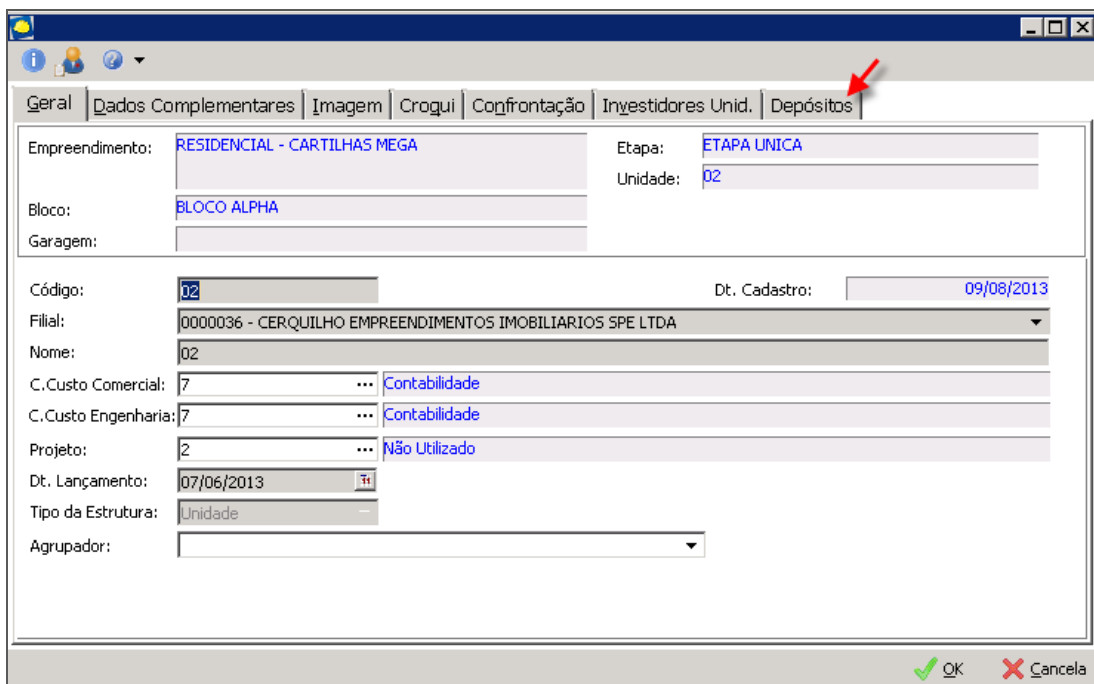 Geral Dados Complementares Imagem Croqui Confrontação Investidores Unid. Depósitos
Empreendimento: RESIDENCIAL - CARTILHAS MEGA Etapa: ETAPA UNICA
Unidade: 02
Bloco: BLOCO ALPHA
Garagem:
Código: 02 Dt. Cadastro: 09/08/2013
Filial: 0000036 - CERQUILHO EMPREENDIMENTOS IMOBILIARIOS SPE LTDA
Nome: 02
C.Custo Comercial: 7 ... Contabilidade
C.Custo Engenharia: 7 ... Contabilidade
Projeto: 2 ... Não Utilizado
Dt. Lançamento: 07/06/2013
Tipo da Estrutura: Unidade
Agrupador:
OK Cancela